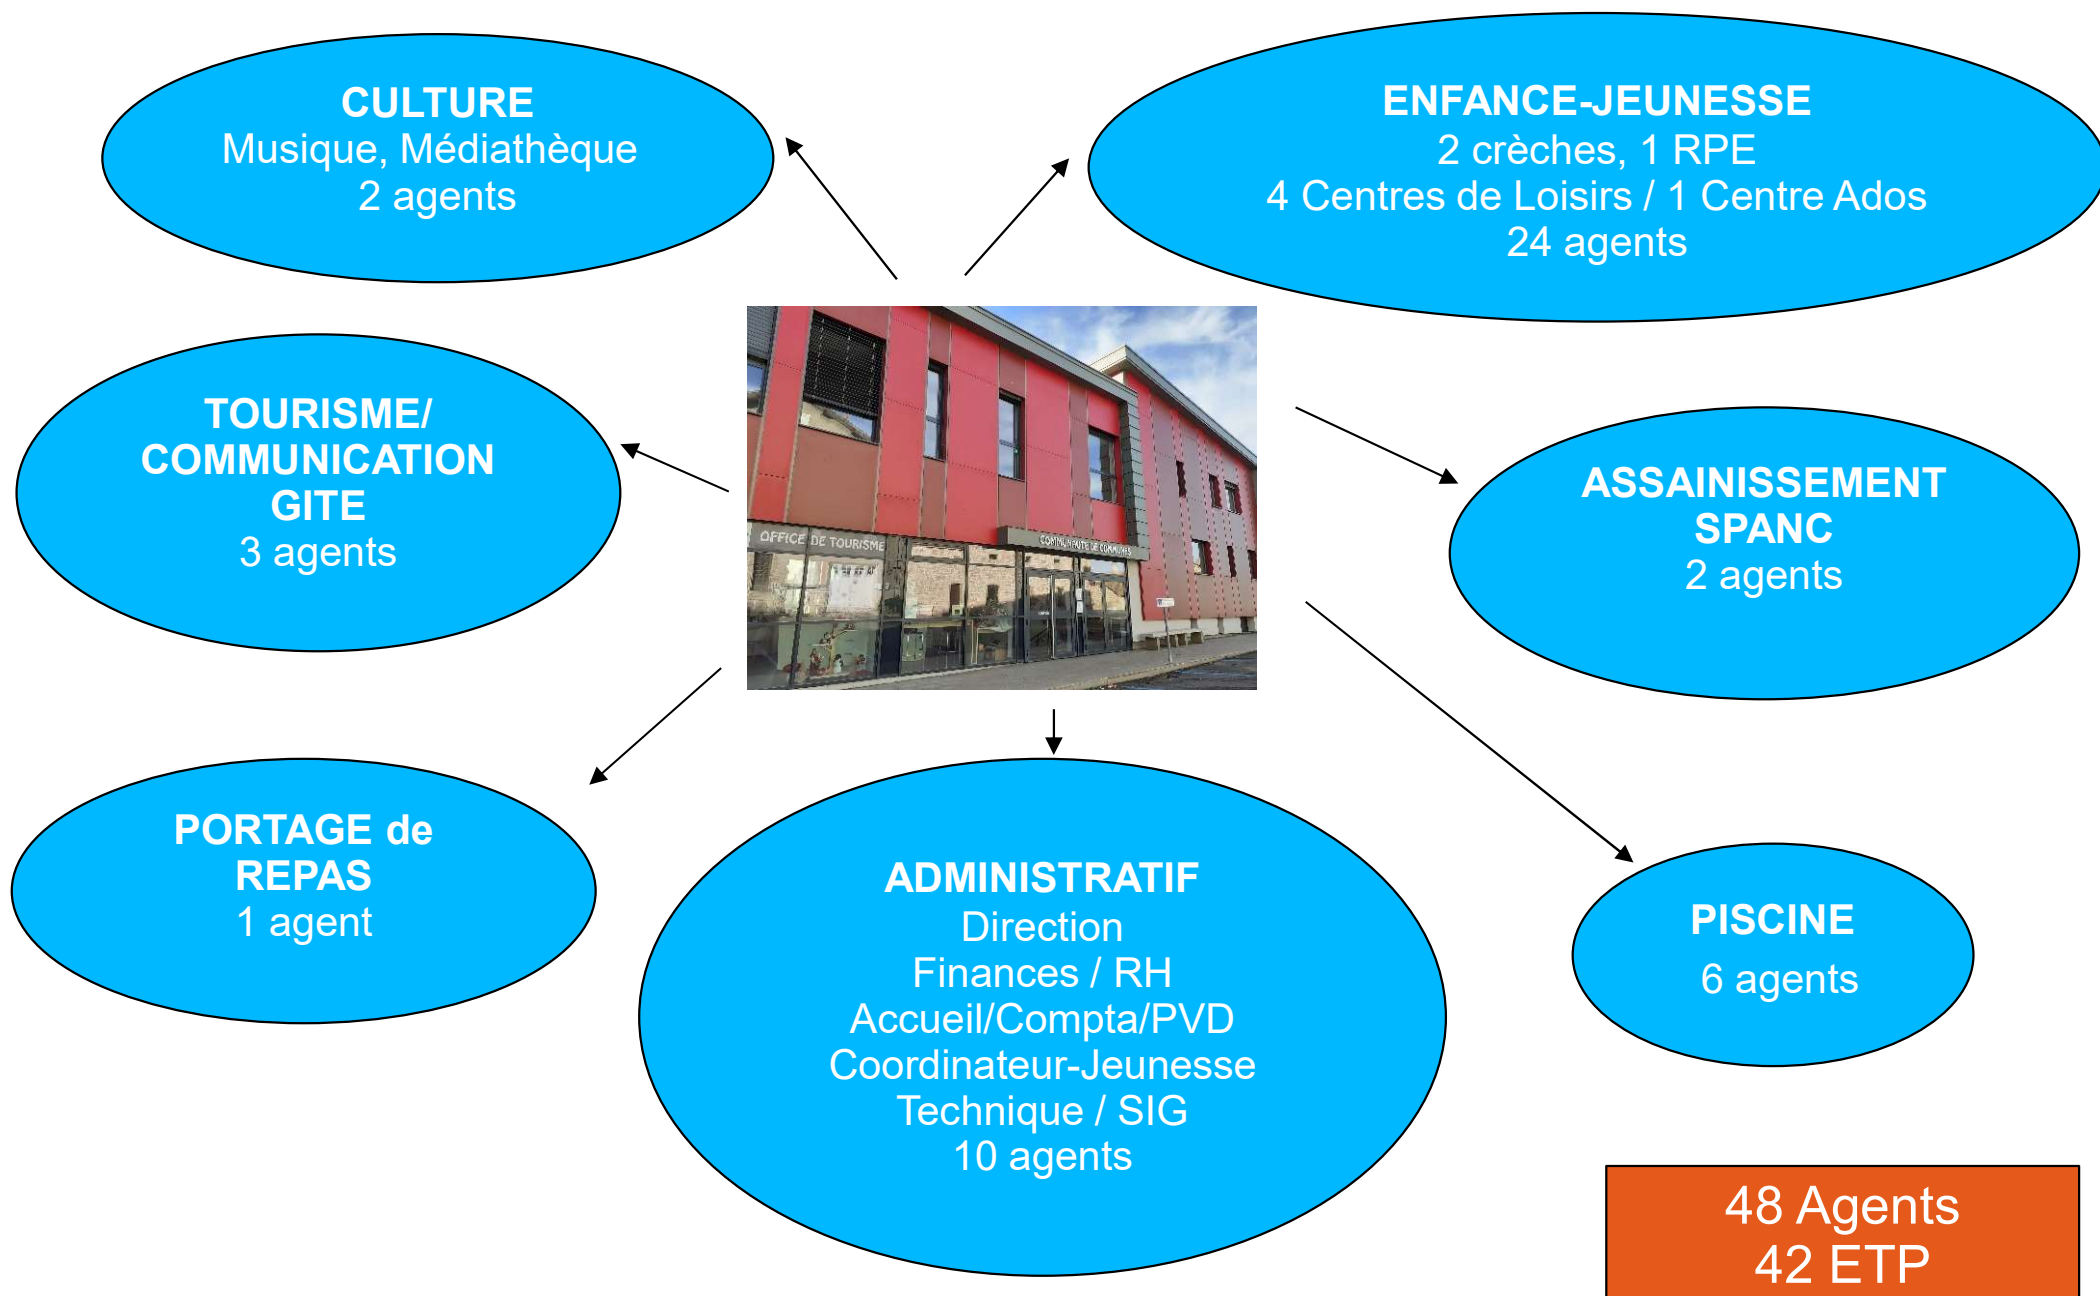 CULTURE
Musique, Médiathèque
2 agents
ENFANCE-JEUNESSE
2 crèches, 1 RPE
4 Centres de Loisirs / 1 Centre Ados
24 agents
TOURISME/
COMMUNICATION
GITE
3 agents
OFFICE DE TOURISME
COMMUNAUTE DE COMMUNES
ASSAINISSEMENT
SPANC
2 agents
PORTAGE de
REPAS
1 agent
ADMINISTRATIF
Direction
Finances / RH
Accueil/Compta/PVD
Coordinateur-Jeunesse
Technique / SIG
10 agents
PISCINE
6 agents
48 Agents
42 ETP